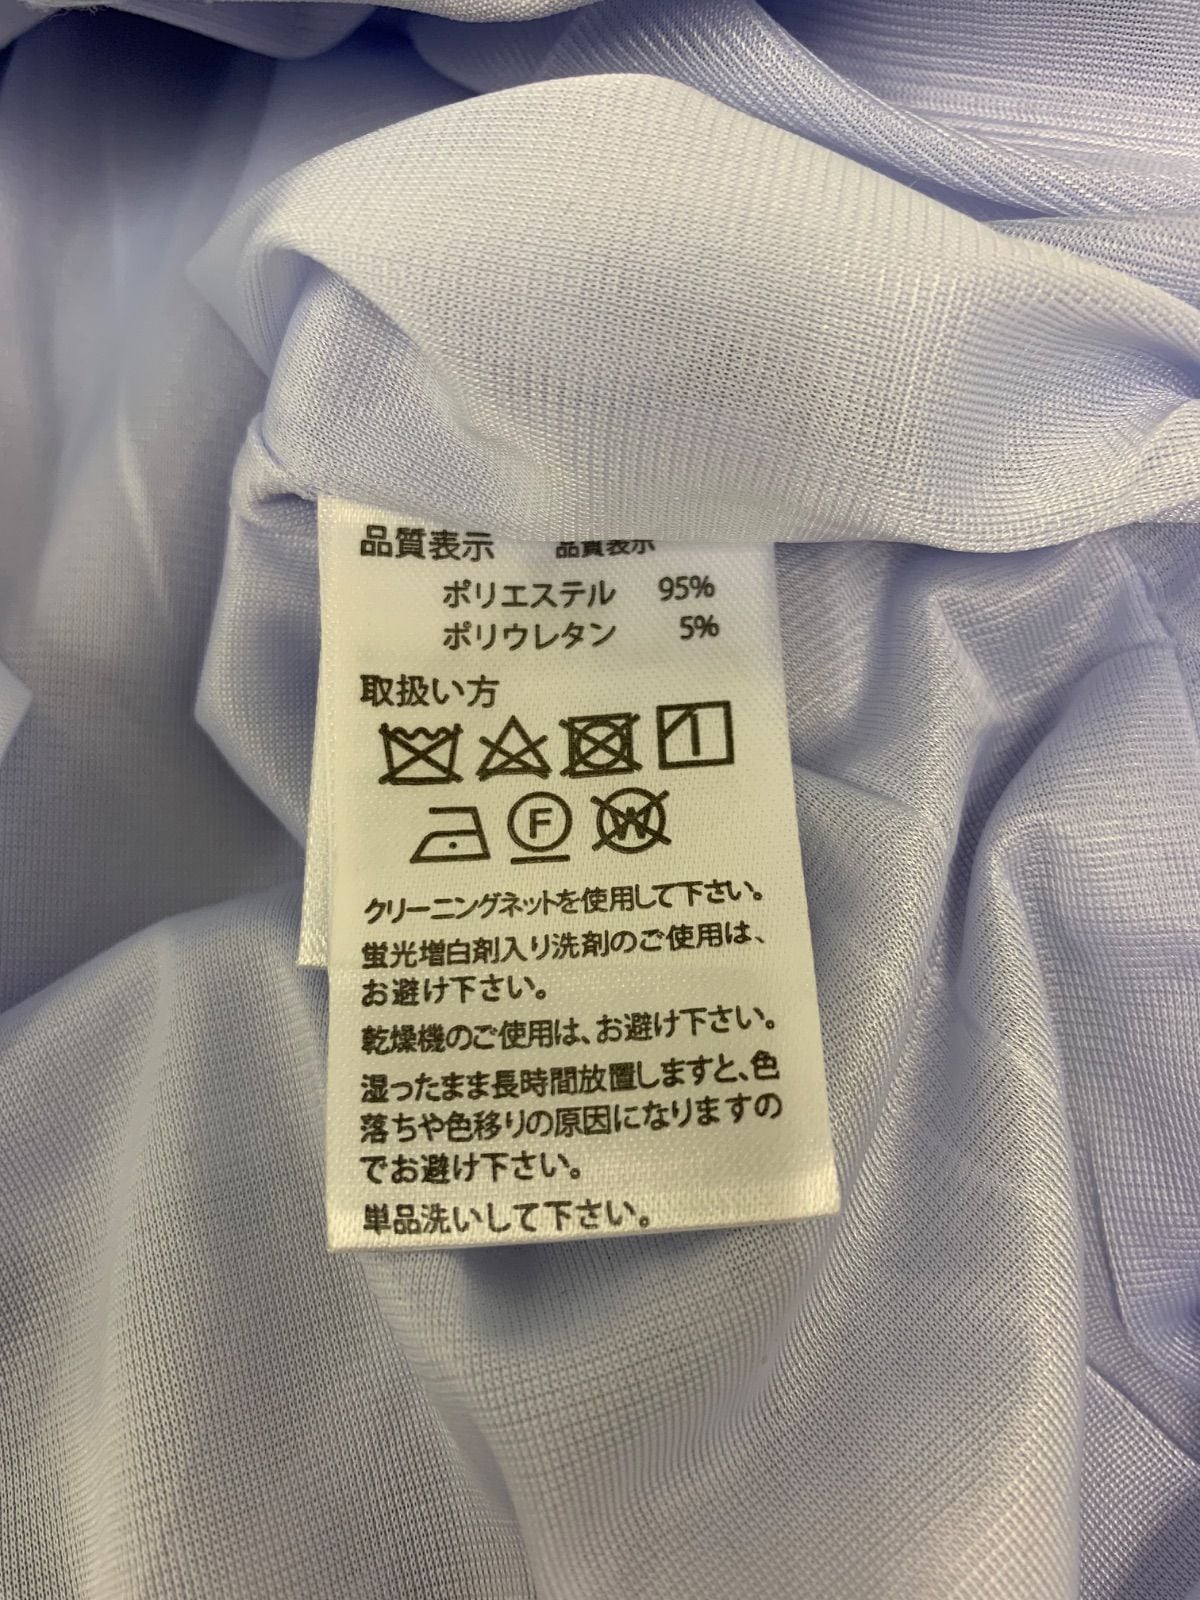 品質表示 品質表示
ポリエステル 95%
ポリウレタン 5%
取扱い方
F W
クリーニングネットを使用して下さい。
蛍光増白剤入り洗剤のご使用は、
お避け下さい。
乾燥機のご使用は、お避け下さい。
湿ったまま長時間放置しますと、色
落ちや色移りの原因になりますの
でお避け下さい。
単品洗いして下さい。